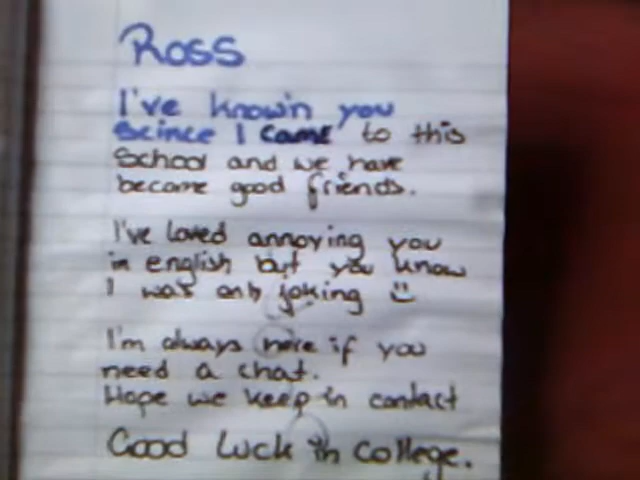 Ross
I've known you
scince I came to this
School and we have
become good friends.
I've loved annoying you
in english but you know
I was only joking :)
I'm always here if you
need a chat.
Hope we keep in contact
Good Luck in College.